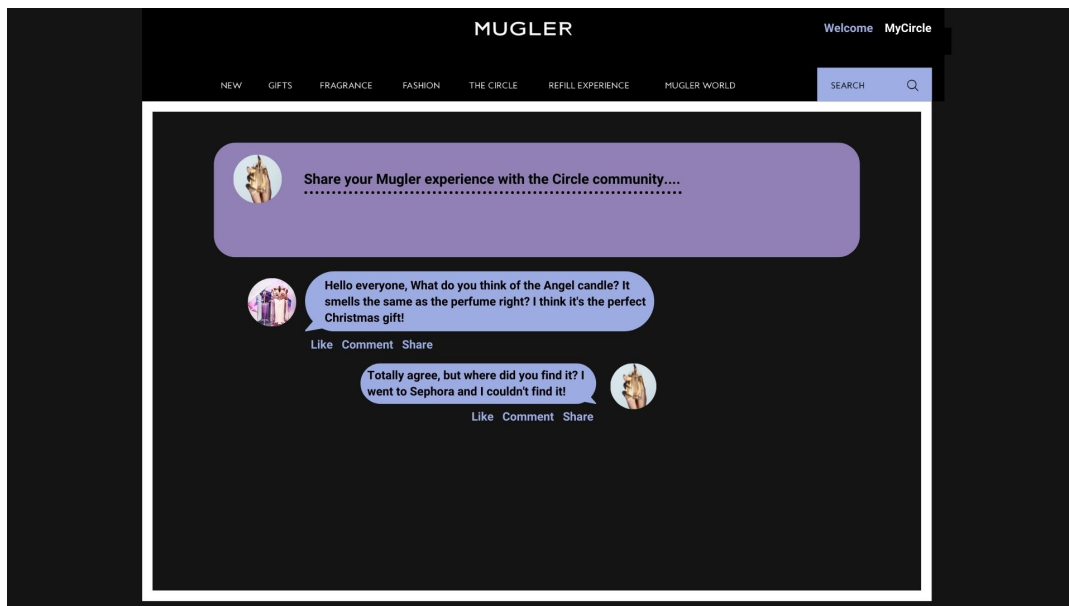 MUGLER
Welcome MyCircle
NEW GIFTS FRAGRANCE FASHION THE CIRCLE REFILL EXPERIENCE MUGLER WORLD SEARCH
Share your Mugler experience with the Circle community....
Hello everyone, What do you think of the Angel candle? It
smells the same as the perfume right? I think it's the perfect
Christmas gift!
Like Comment Share
Totally agree, but where did you find it? I
went to Sephora and I couldn't find it!
Like Comment Share